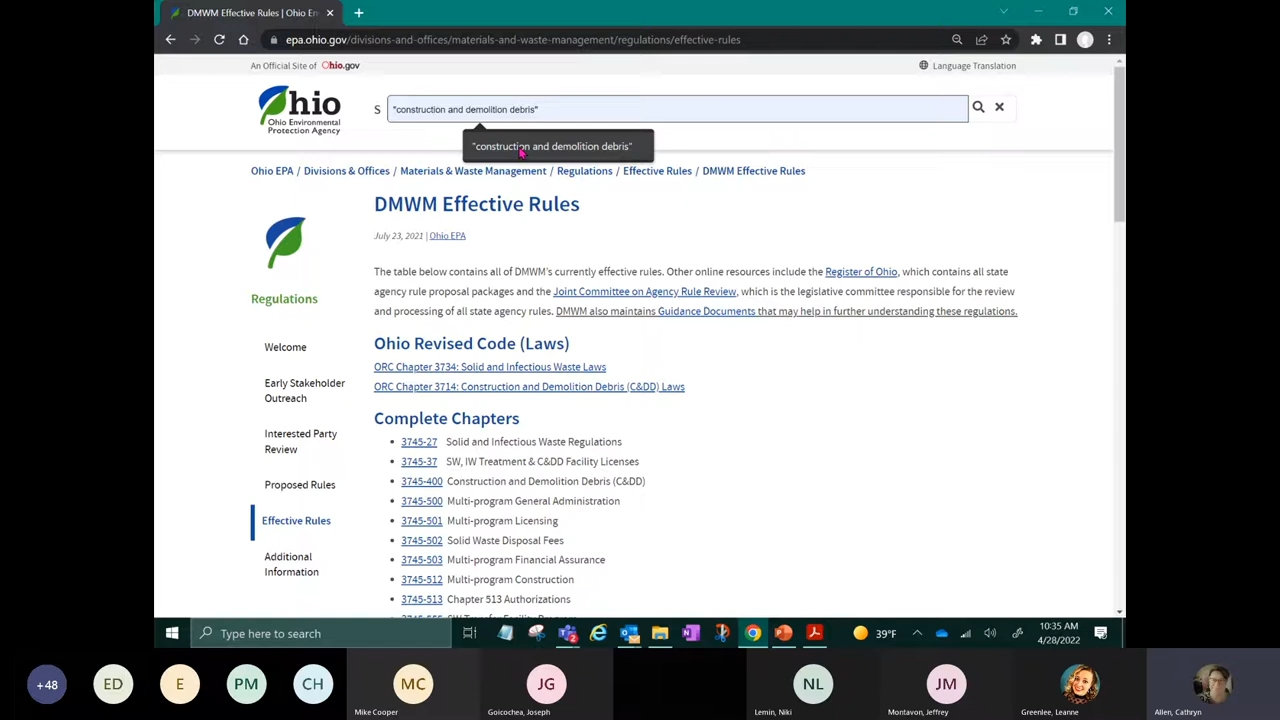 DMWM Effective Rules | Ohio En
epa.ohio.gov/divisions-and-offices/materials-and-waste-management/regulations/effective-rules
An Official Site of Ohio.gov
Language Translation
Ohio
Ohio Environmental
Protection Agency
S
"construction and demolition debris"
"construction and demolition debris"
Ohio EPA / Divisions & Offices / Materials & Waste Management / Regulations / Effective Rules / DMWM Effective Rules
DMWM Effective Rules
July 23, 2021 | Ohio EPA
The table below contains all of DMWM's currently effective rules. Other online resources include the Register of Ohio, which contains all state
agency rule proposal packages and the Joint Committee on Agency Rule Review, which is the legislative committee responsible for the review
and processing of all state agency rules. DMWM also maintains Guidance Documents that may help in further understanding these regulations.
Regulations
Welcome
Early Stakeholder
Outreach
Interested Party
Review
Proposed Rules
Effective Rules
Additional
Information
Ohio Revised Code (Laws)
ORC Chapter 3734: Solid and Infectious Waste Laws
ORC Chapter 3714: Construction and Demolition Debris (C&DD) Laws
Complete Chapters
3745-27 Solid and Infectious Waste Regulations
3745-37 SW, IW Treatment & C&DD Facility Licenses
3745-400 Construction and Demolition Debris (C&DD)
3745-500 Multi-program General Administration
3745-501 Multi-program Licensing
3745-502 Solid Waste Disposal Fees
3745-503 Multi-program Financial Assurance
3745-512 Multi-program Construction
3745-513 Chapter 513 Authorizations
Type here to search
39°F
10:35 AM
4/28/2022
+48
ED
E
PM
CH
MC
Mike Cooper
JG
Goicochea, Joseph
NL
Lemin, Niki
JM
Montavon, Jeffrey
Greenlee, Leanne
Allen, Cathryn